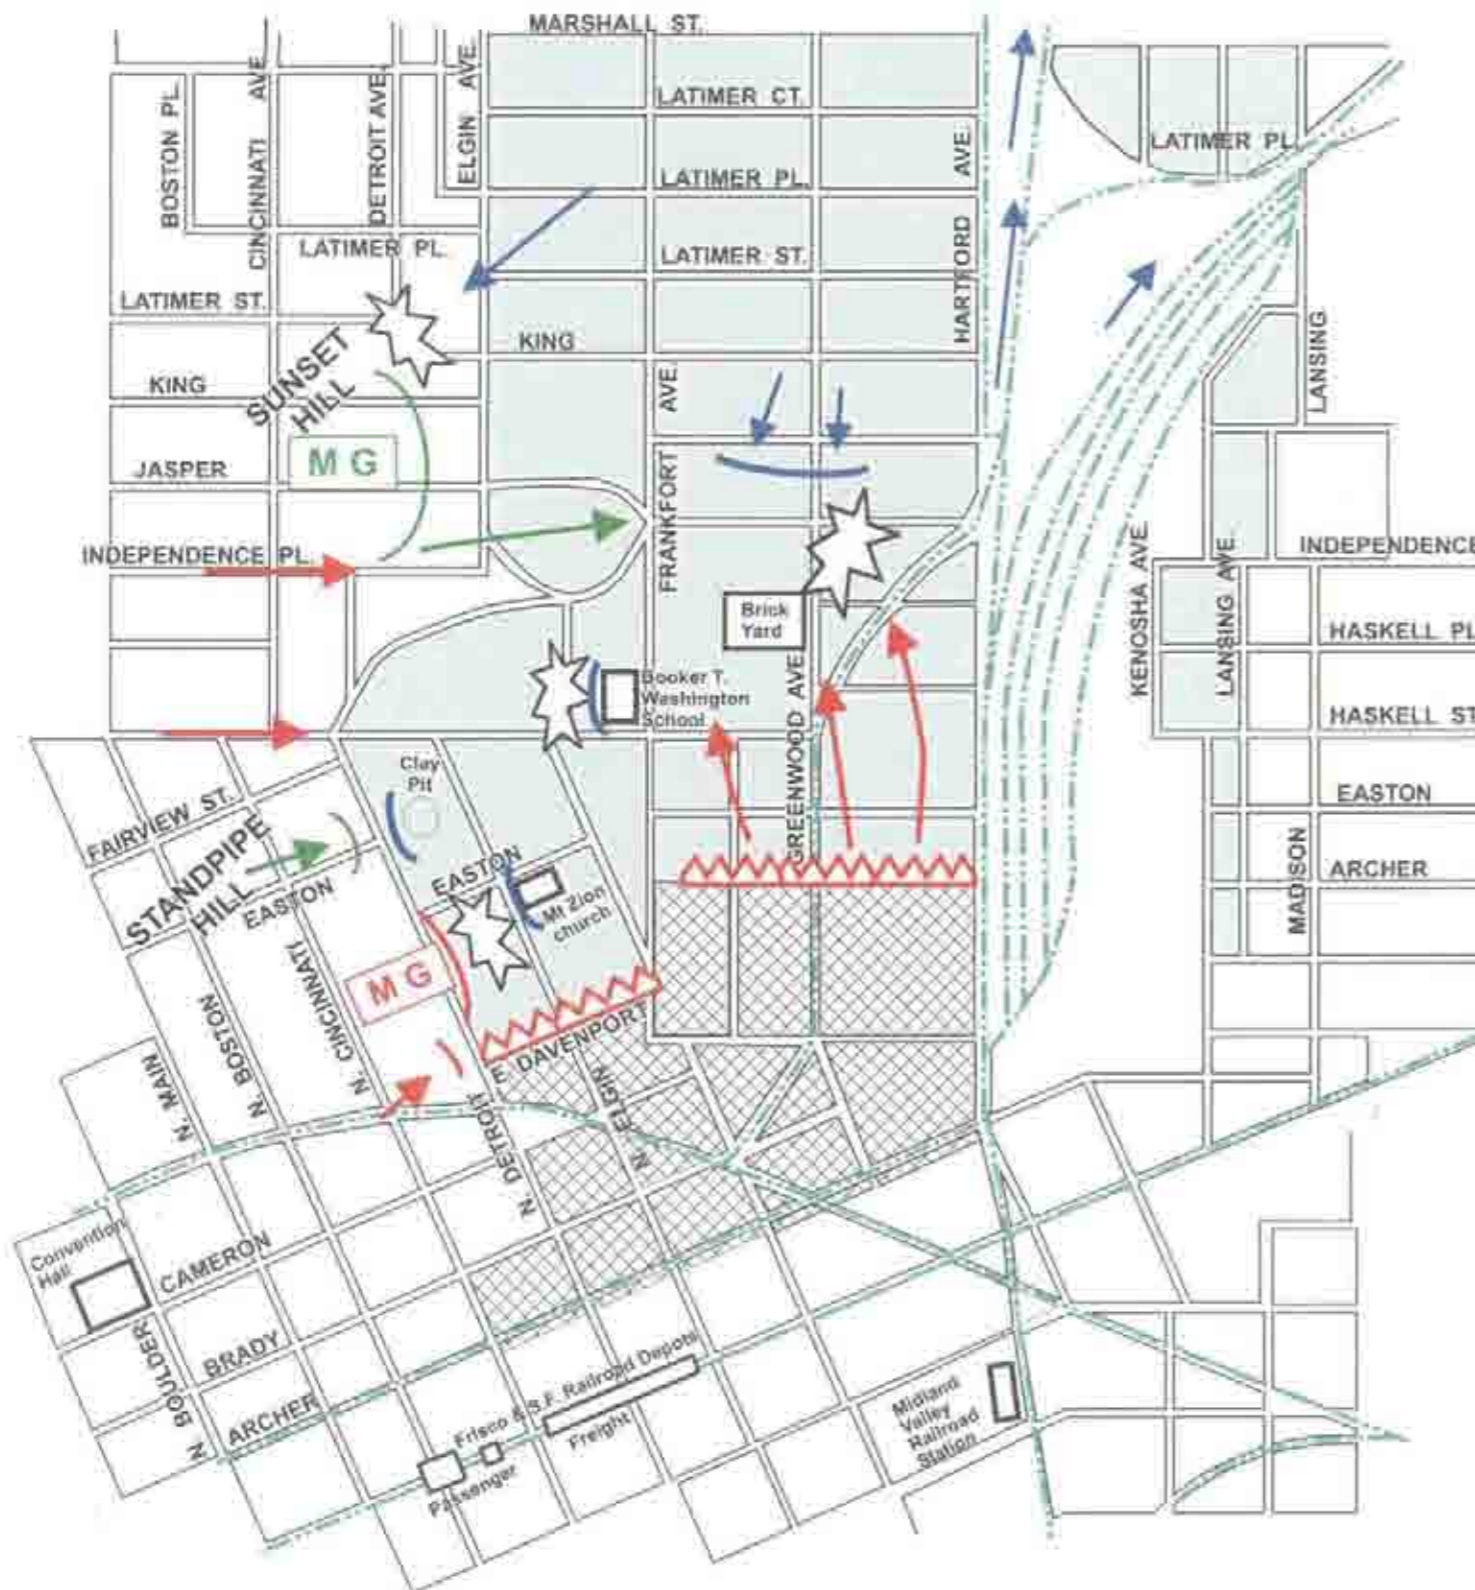 MARSHALL ST.
LATIMER CT.
LATIMER PL.
LATIMER ST.
KING
BOSTON PL.
CINCINNATI AVE.
DETROIT AVE.
ELGIN AVE.
LATIMER PL.
LATIMER ST.
KING
JASPER
INDEPENDENCE PL.
SUNSET
HILL
M G
FRANKFORT AVE.
HARTFORD AVE.
LATIMER PL.
LANSING
KENOSHA AVE.
LANSING AVE.
INDEPENDENCE
HASKELL PL
HASKELL ST
EASTON
ARCHER
MADISON
Brick
Yard
Booker T.
Washington
School
GREENWOOD AVE.
Clay
Pit
FAIRVIEW ST.
STANDPIPE
HILL
EASTON
EASTON
Mt Zion
church
M G
DAVENPORT
E
N. MAIN
N. BOSTON
N. CINCINNATI
N. DETROIT
N. ELGIN
Convention
Hall
CAMERON
BRADY
ARCHER
N BOULDER
Frisco & S.F. Railroad Depots
Freight
Passenger
Midland
Valley
Railroad
Station